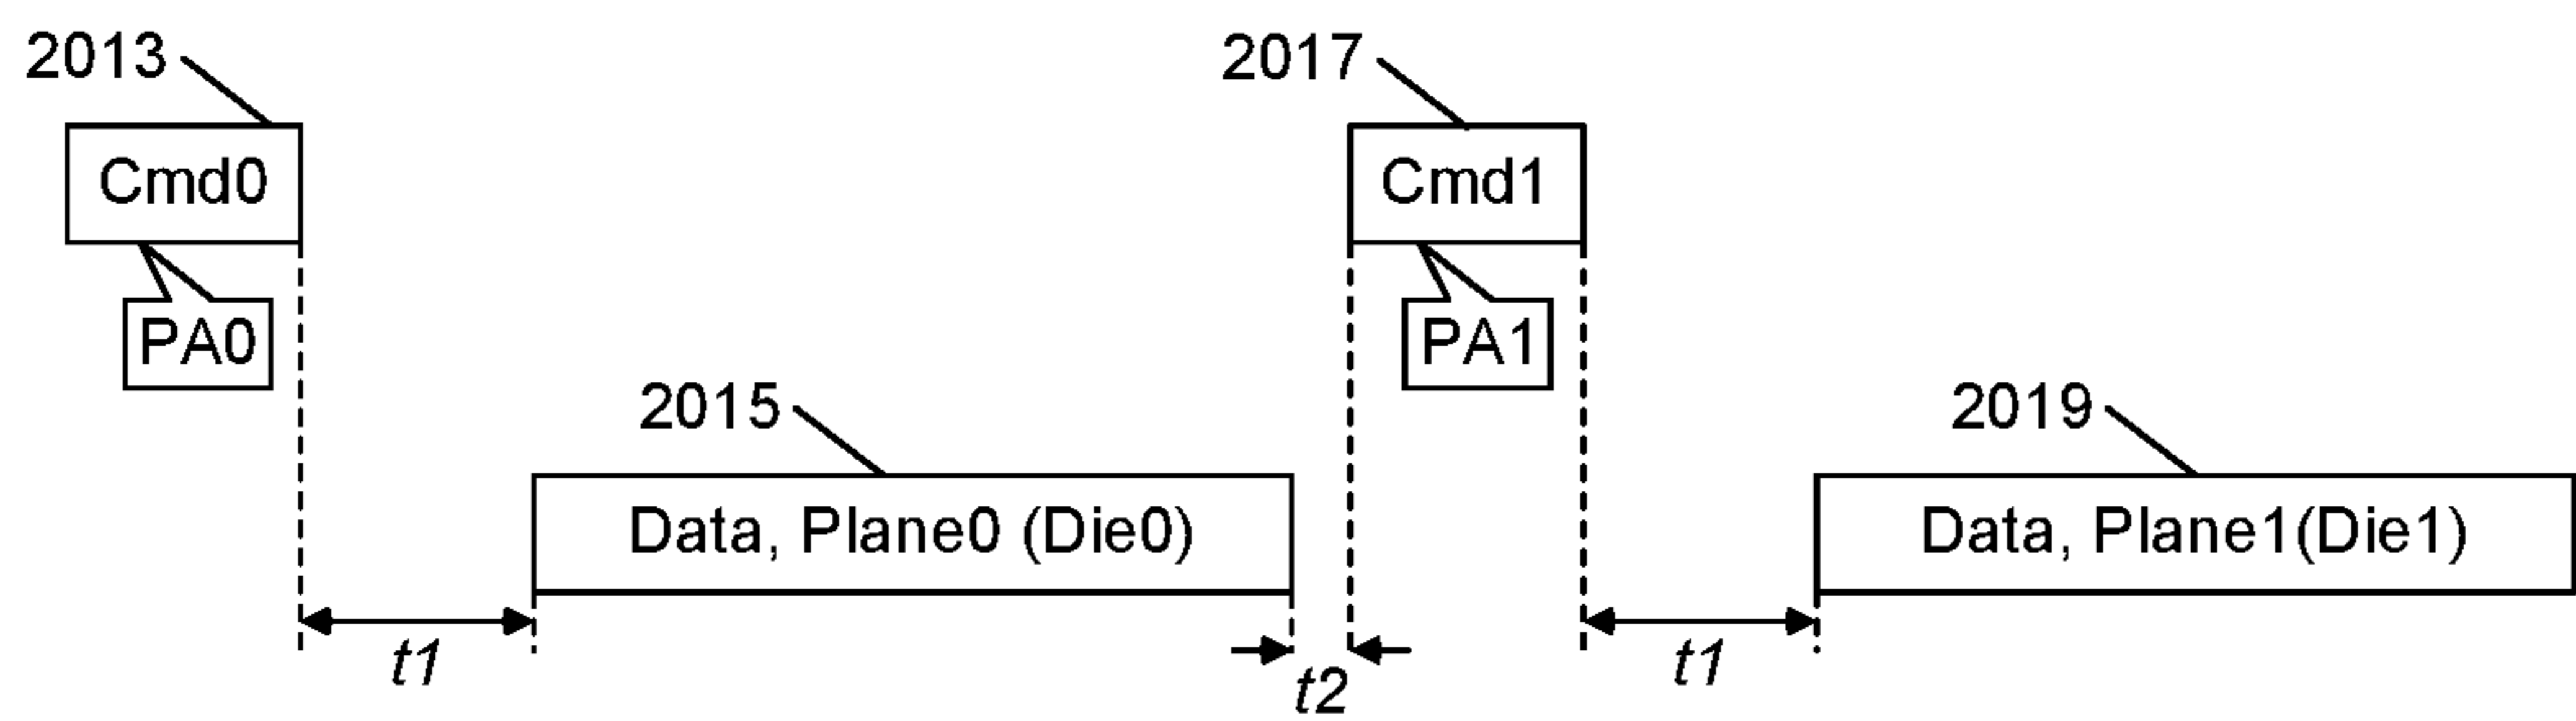 2013
2017
Cmd0
Cmd1
PA0
PA1
2015
2019
Data, Plane0 (Die0)
Data, Plane1(Die1)
t1
t2
t1